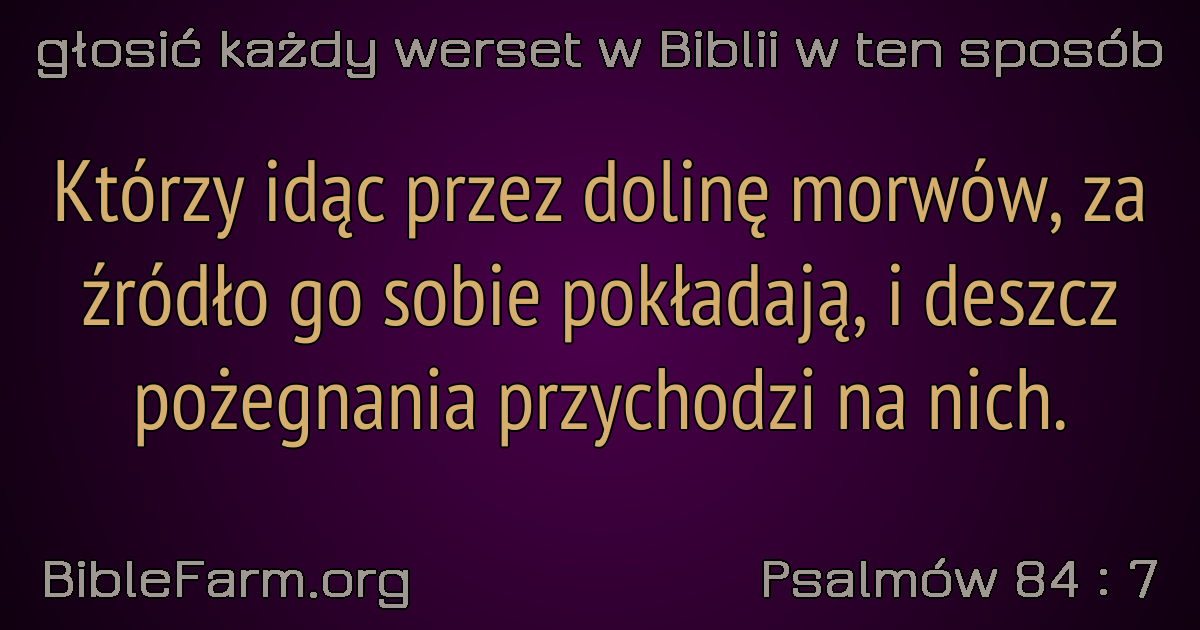 głosić każdy werset w Biblii w ten sposób
Którzy idąc przez dolinę morwów, za
źródło go sobie pokładają, i deszcz
pożegnania przychodzi na nich.
BibleFarm.org
Psalmów 84 : 7